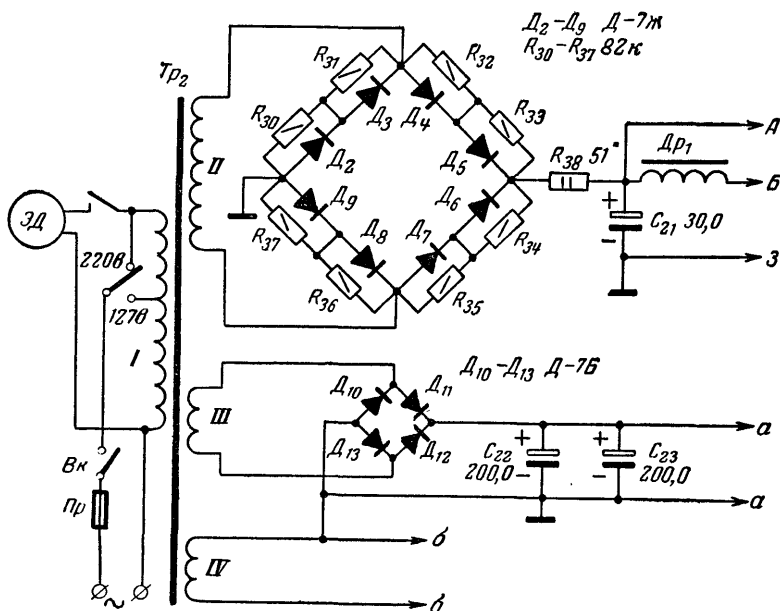 Д₂–Д₉ Д–7ж
R₃₀–R₃₇ 82к
Тр₂
R₃₁
R₃₂
R₃₀
R₃₃
Д₃
Д₄
Д₂
Д₅
II
R₃₈ 51
Др₁
А
Б
З
Д₉
Д₆
Д₈
Д₇
R₃₇
R₃₄
R₃₆
R₃₅
+
C₂₁ 30,0
–
ЭД
220в
127в
I
Д₁₀–Д₁₃ Д–7Б
Д₁₀
Д₁₁
Д₁₃
Д₁₂
III
+
C₂₂
200,0
–
+
C₂₃
200,0
–
а
а
Вк
Пр
IV
б
б
~